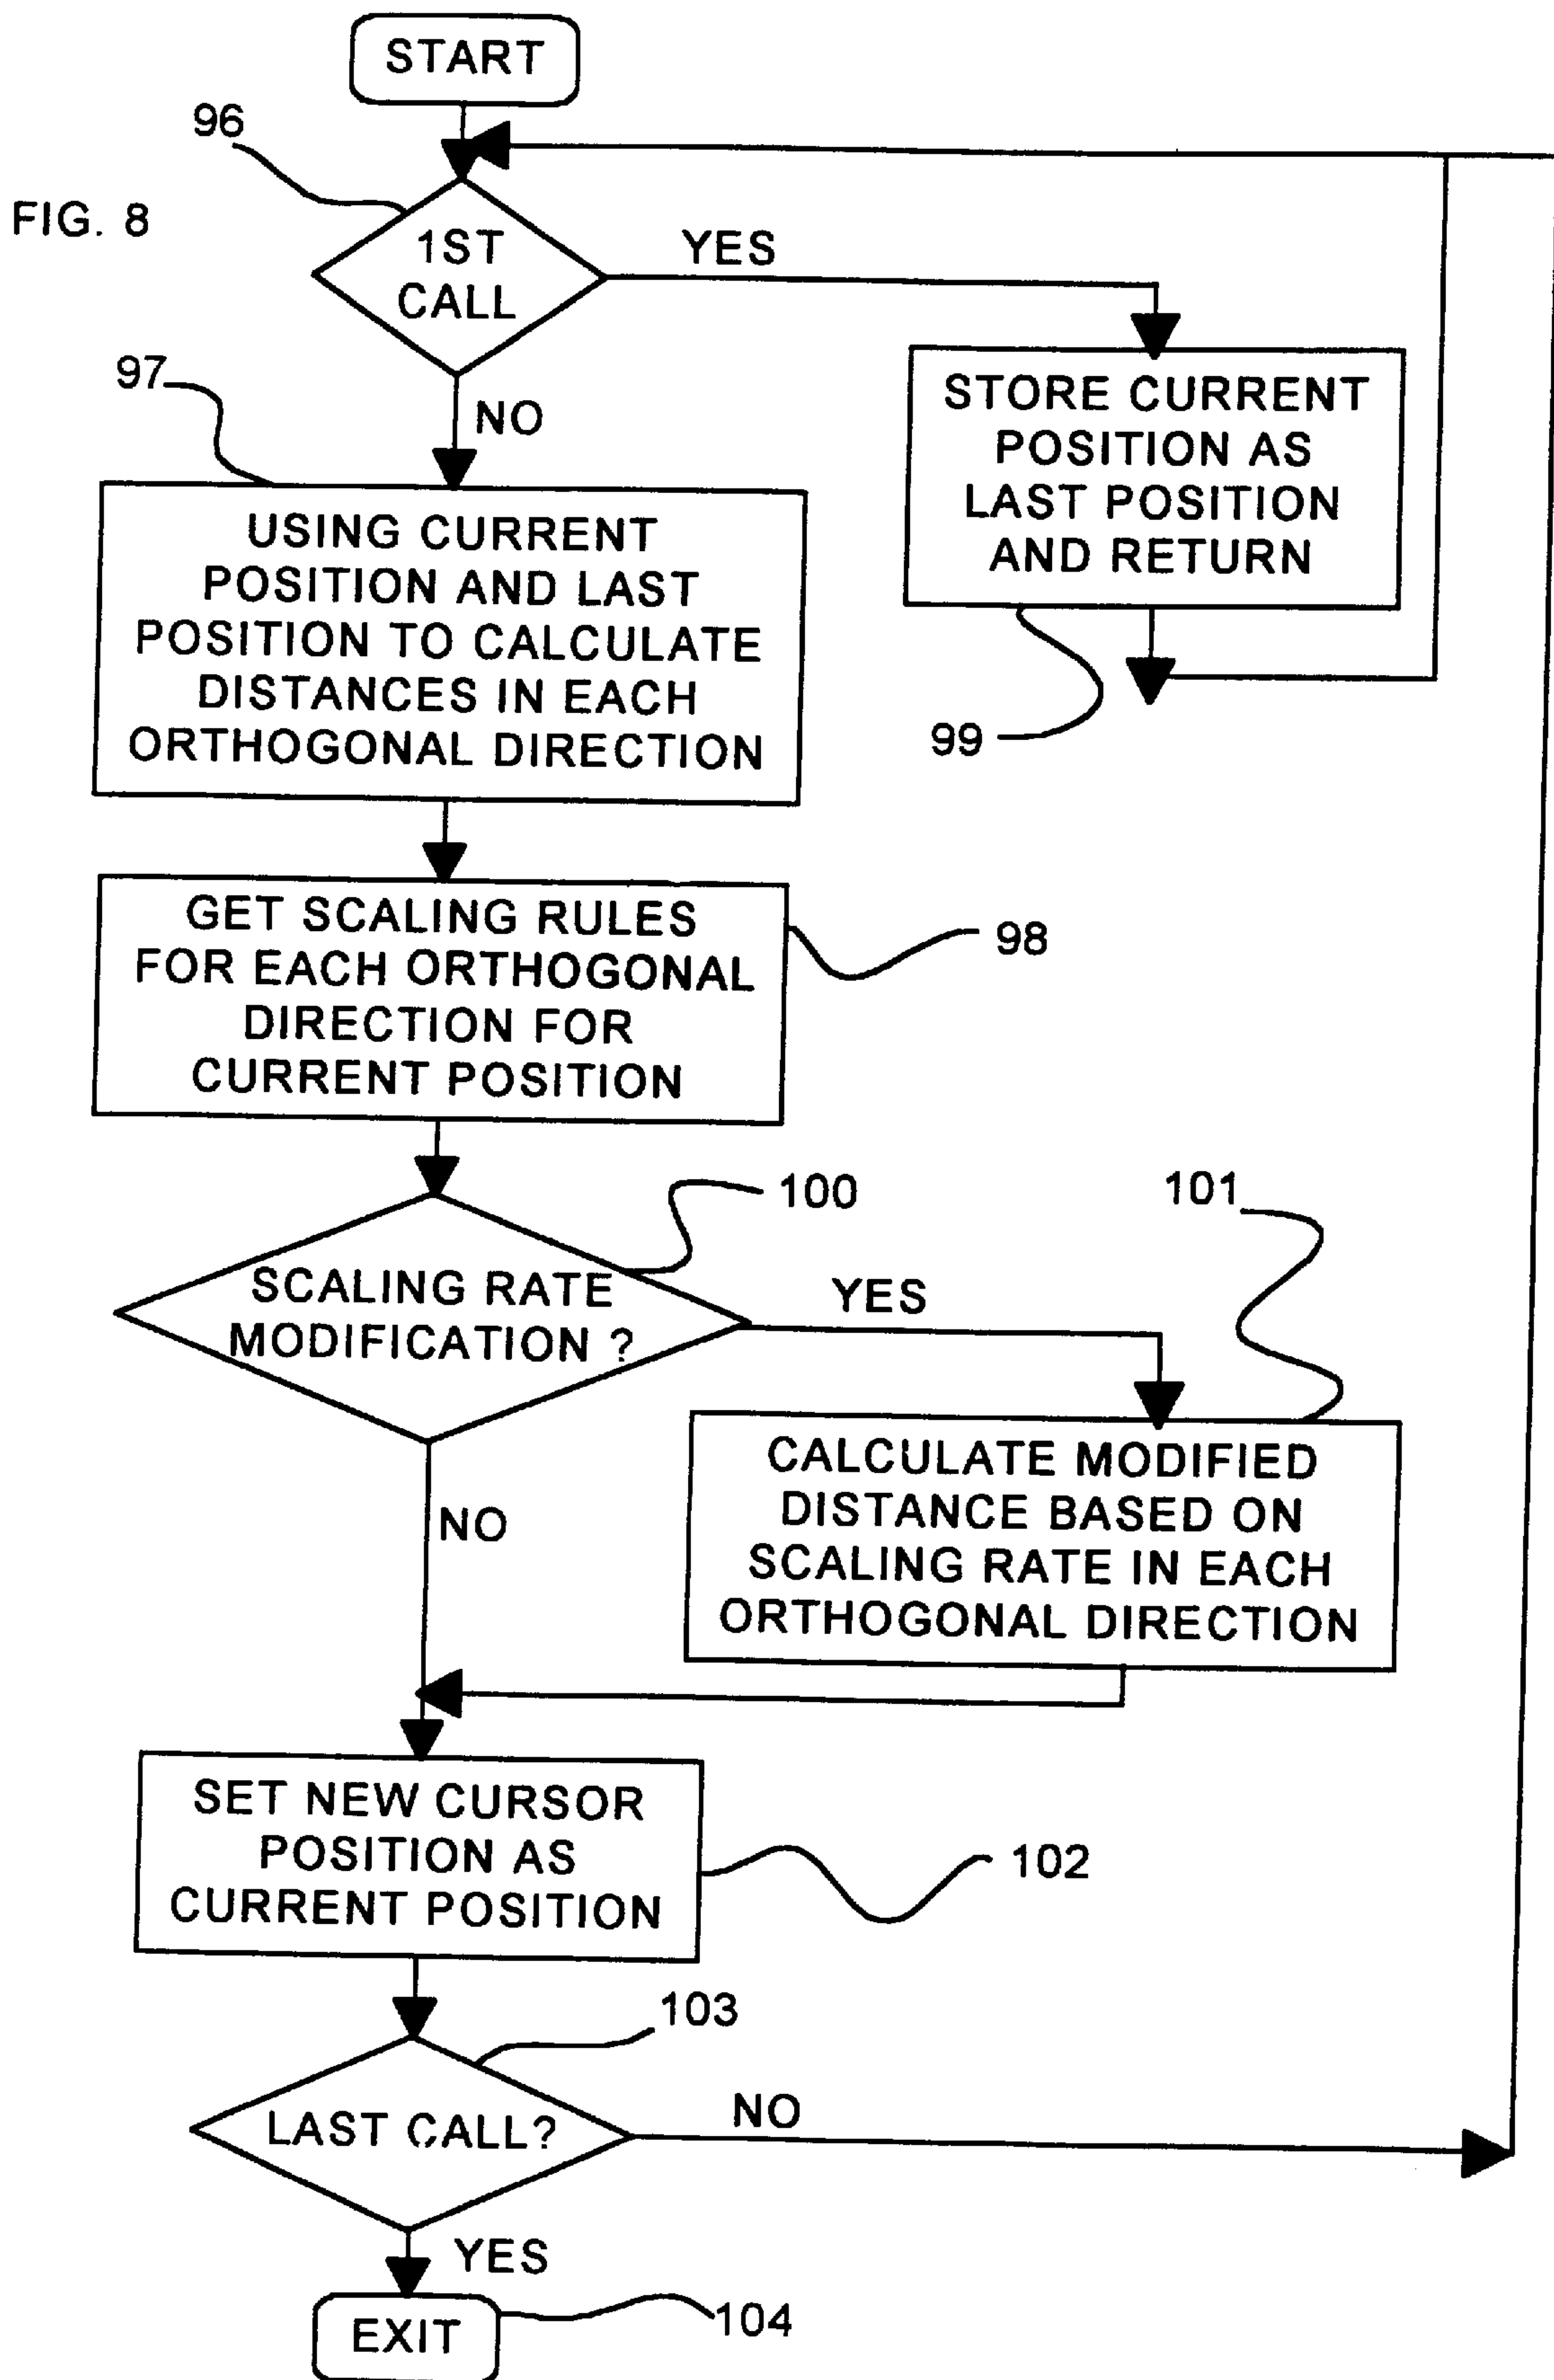 START
96
FIG. 8
1ST
CALL
YES
97
NO
STORE CURRENT
POSITION AS
LAST POSITION
AND RETURN
99
USING CURRENT
POSITION AND LAST
POSITION TO CALCULATE
DISTANCES IN EACH
ORTHOGONAL DIRECTION
GET SCALING RULES
FOR EACH ORTHOGONAL
DIRECTION FOR
CURRENT POSITION
98
100
101
SCALING RATE
MODIFICATION ?
YES
NO
CALCULATE MODIFIED
DISTANCE BASED ON
SCALING RATE IN EACH
ORTHOGONAL DIRECTION
SET NEW CURSOR
POSITION AS
CURRENT POSITION
102
103
LAST CALL?
NO
YES
EXIT
104